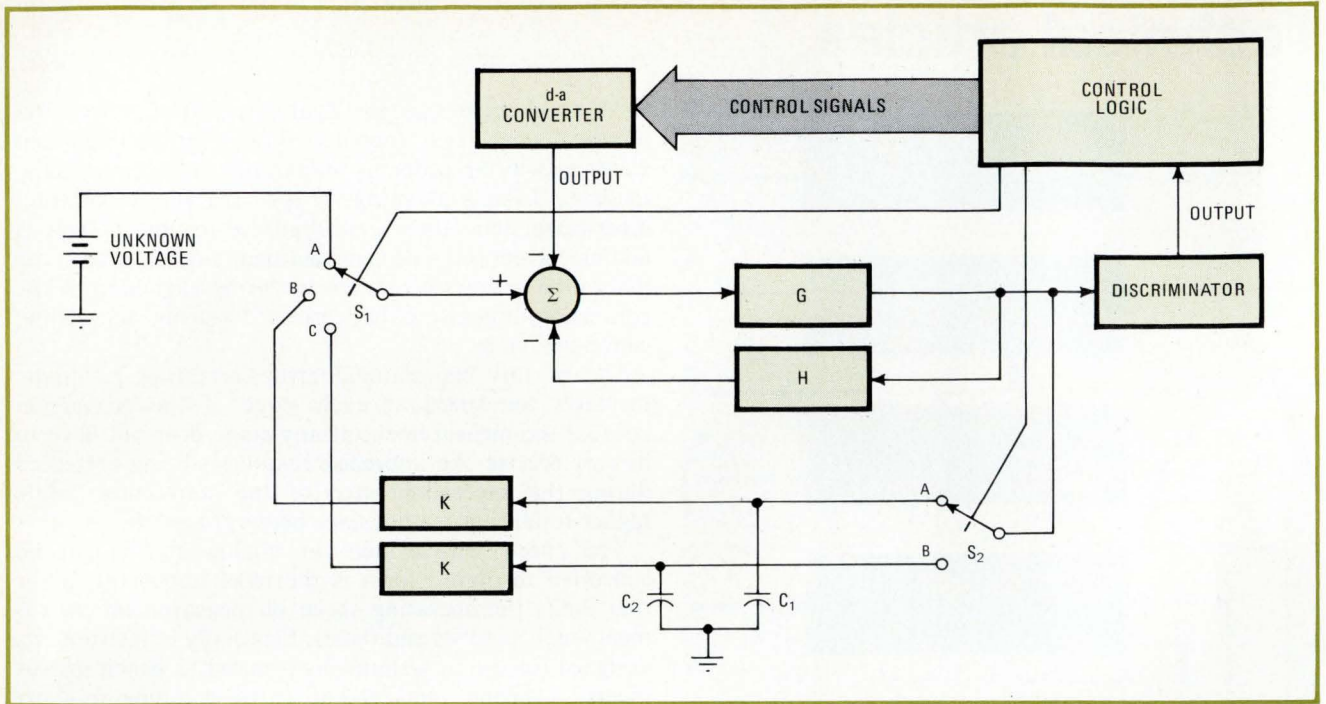 d-a
CONVERTER
CONTROL SIGNALS
CONTROL
LOGIC
OUTPUT
OUTPUT
UNKNOWN
VOLTAGE
A
B
C
S1
+
Σ
−
G
H
DISCRIMINATOR
K
K
A
B
S2
C2
C1